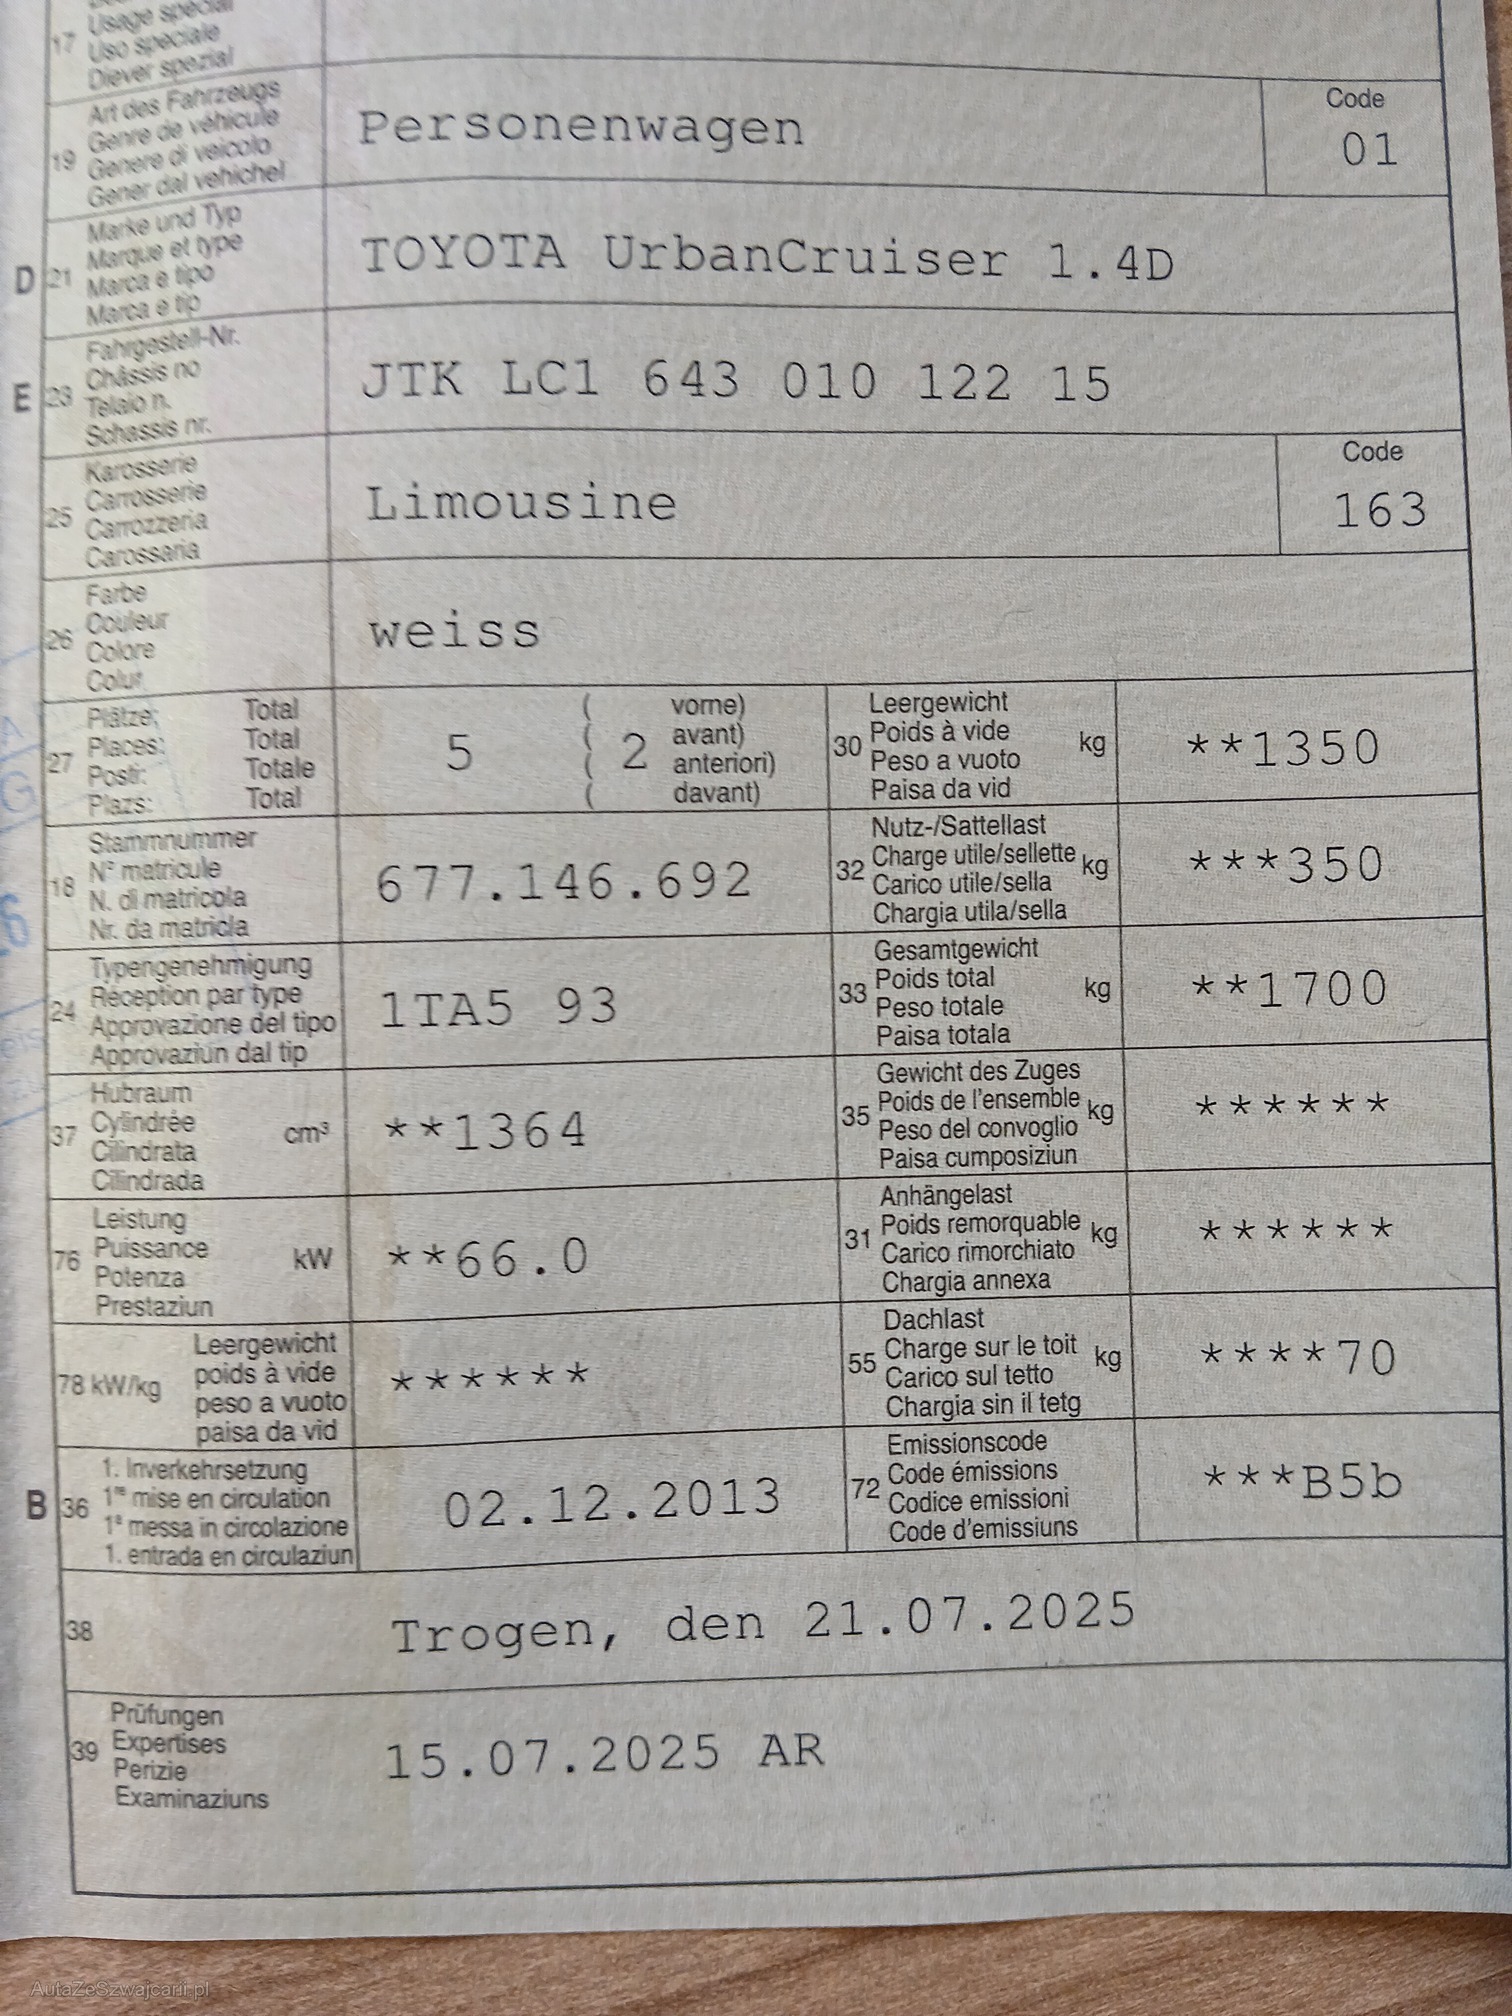 17 Usage spécial
Uso speciale
Diever spezial
19 Art des Fahrzeugs
Genre de véhicule
Genere di veicolo
Gener dal vehichel
Personenwagen
Code
01
D 21 Marke und Typ
Marque et type
Marca e tipo
Marca e tip
TOYOTA UrbanCruiser 1.4D
E 23 Fahrgestell-Nr.
Châssis no
Telaio n.
Schassis nr.
JTK LC1 643 010 122 15
25 Karosserie
Carrosserie
Carrozzeria
Carossaria
Limousine
Code
163
26 Farbe
Couleur
Colore
Colur
weiss
27 Plätze: Total
Places: Total
Posti: Totale
Plazs: Total
5 ( 2 vorne)
( avant)
( anteriori)
( davant)
30 Leergewicht
Poids à vide
Peso a vuoto
Paisa da vid
kg **1350
18 Stammnummer
N° matricule
N. di matricola
Nr. da matricla
677.146.692
32 Nutz-/Sattellast
Charge utile/sellette
Carico utile/sella
Chargia utila/sella
kg ***350
24 Typengenehmigung
Réception par type
Approvazione del tipo
Approvaziun dal tip
1TA5 93
33 Gesamtgewicht
Poids total
Peso totale
Paisa totala
kg **1700
37 Hubraum
Cylindrée
Cilindrata
Cilindrada
cm³ **1364
35 Gewicht des Zuges
Poids de l'ensemble
Peso del convoglio
Paisa cumposiziun
kg ******
76 Leistung
Puissance
Potenza
Prestaziun
kW **66.0
31 Anhängelast
Poids remorquable
Carico rimorchiato
Chargia annexa
kg ******
78 kW/kg Leergewicht
poids à vide
peso a vuoto
paisa da vid
******
55 Dachlast
Charge sur le toit
Carico sul tetto
Chargia sin il tetg
kg ****70
B 36 1. Inverkehrsetzung
1re mise en circulation
1a messa in circolazione
1. entrada en circulaziun
02.12.2013
72 Emissionscode
Code émissions
Codice emissioni
Code d'emissiuns
***B5b
38 Trogen, den 21.07.2025
39 Prüfungen
Expertises
Perizie
Examinaziuns
15.07.2025 AR
AutaZeSzwajcarii.pl